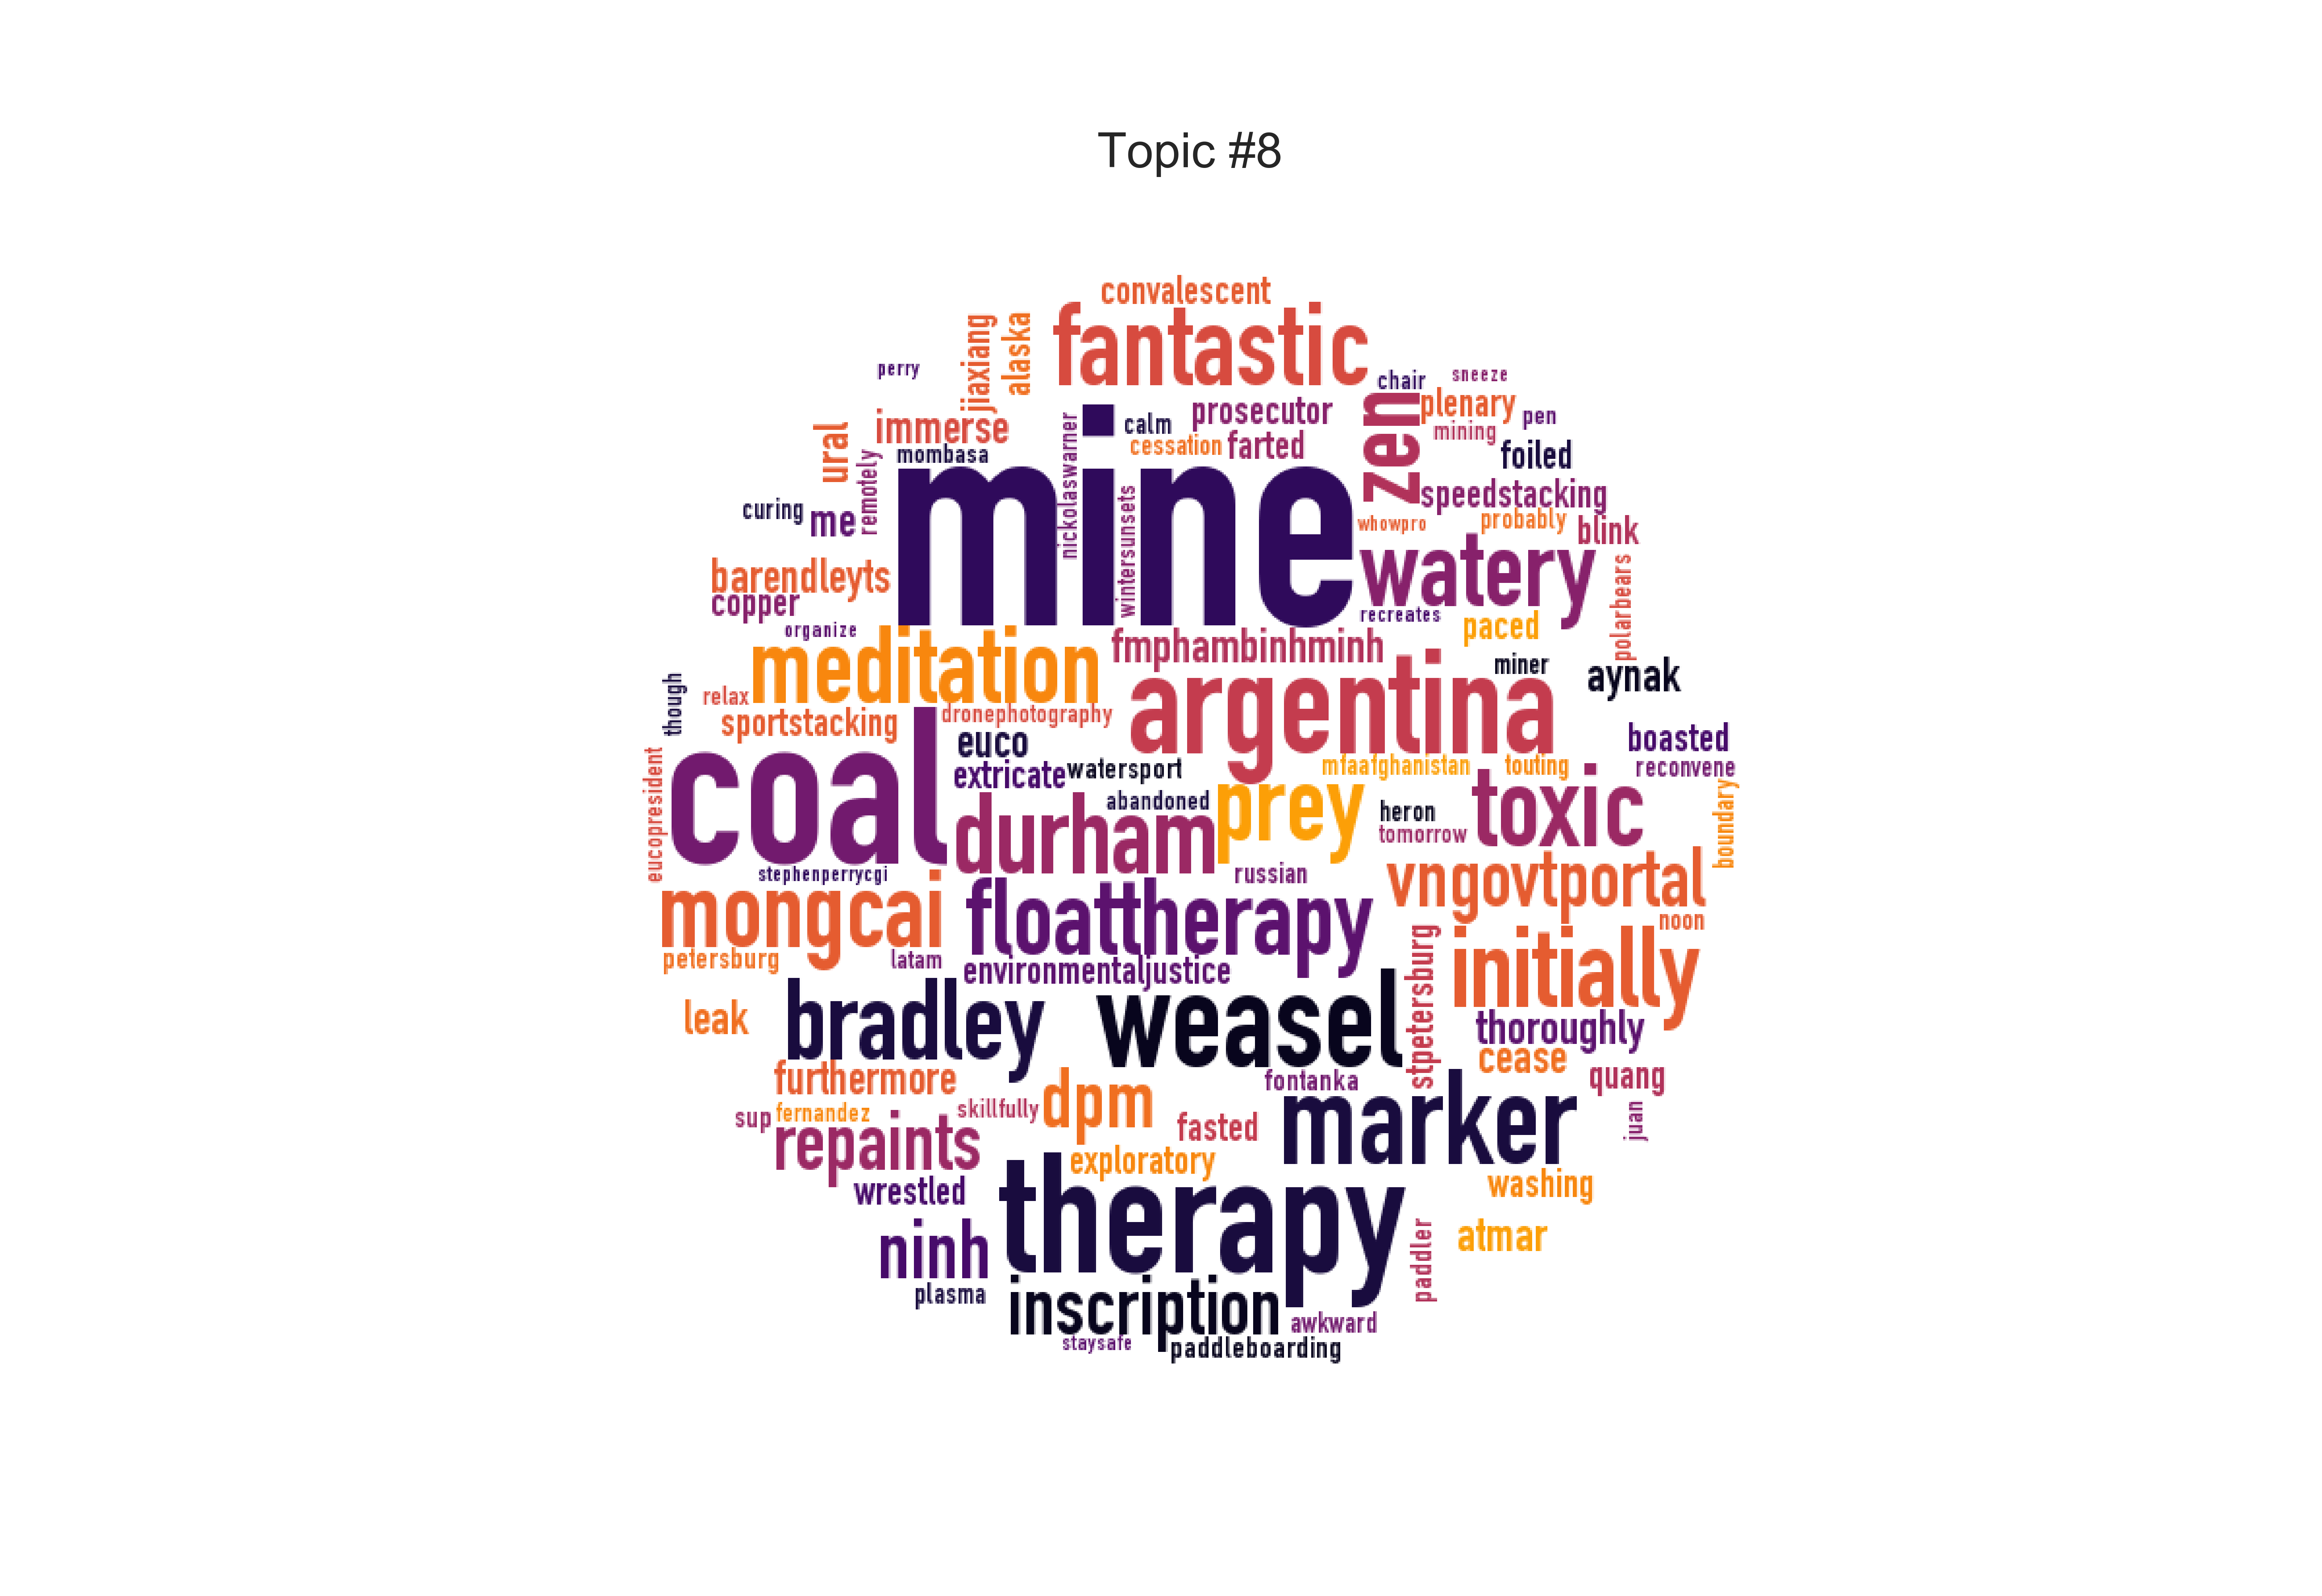 Topic #8
convalescent
fantastic
jiaxiang
alaska
perry
chair
sneeze
zen
plenary
pen
prosecutor
immerse
calm
nickolaswarner
ural
mining
cessation
farted
mombasa
foiled
remotely
mine
speedstacking
wintersunsets
curing
me
whowpro
probably
blink
watery
polarbears
barendleyts
copper
recreates
paced
organize
fmphambinhminh
meditation
argentina
miner
aynak
though
relax
sportstacking
dronephotography
euco
boasted
coal
extricate
watersport
mfaafghanistan
touting
reconvene
eucopresident
abandoned
prey
heron
toxic
boundary
durham
tomorrow
stephenperrycgi
russian
vngovtportal
mongcai
floattherapy
noon
petersburg
latam
environmentaljustice
stpetersburg
initially
leak
bradley
weasel
thoroughly
cease
furthermore
dpm
fontanka
quang
sup
fernandez
skillfully
fasted
marker
juan
repaints
exploratory
wrestled
therapy
washing
ninh
paddler
atmar
plasma
inscription
awkward
staysafe
paddleboarding